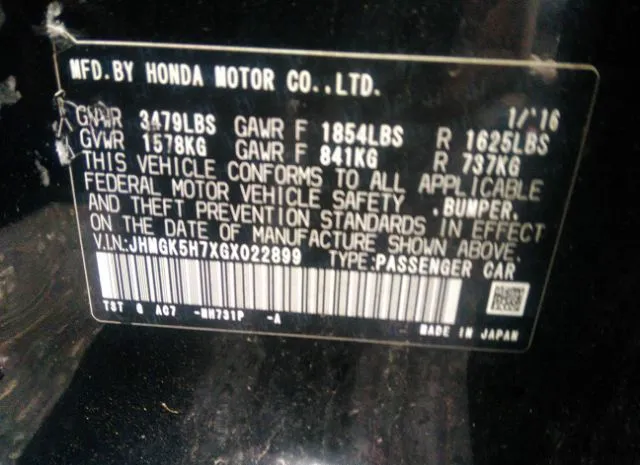 MFD.BY HONDA MOTOR CO.,LTD.
1/'16
GVWR 3479LBS GAWR F 1854LBS R 1625LBS
GVWR 1578KG GAWR F 841KG R 737KG
THIS VEHICLE CONFORMS TO ALL APPLICABLE
FEDERAL MOTOR VEHICLE SAFETY ,BUMPER,
AND THEFT PREVENTION STANDARDS IN EFFECT
ON THE DATE OF MANUFACTURE SHOWN ABOVE.
V.I.N:JHMGK5H7XGX022899 TYPE:PASSENGER CAR
TST G AC7 -NH731P -A
MADE IN JAPAN